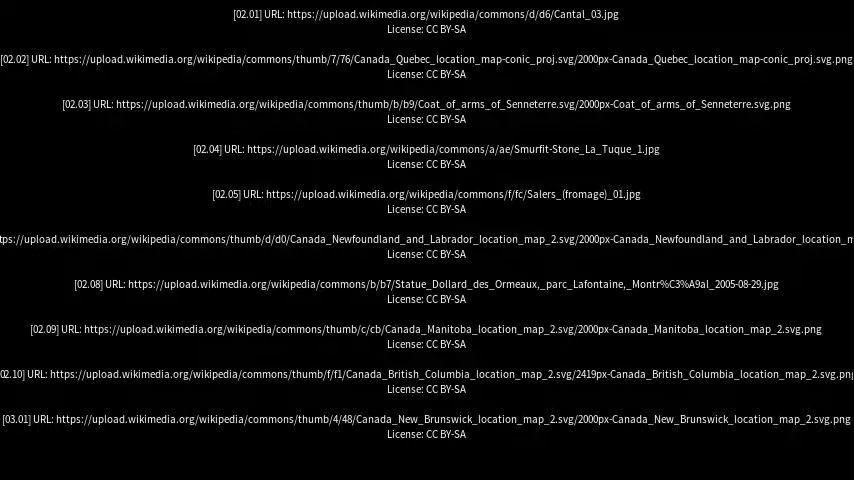 [02.01] URL: https://upload.wikimedia.org/wikipedia/commons/d/d6/Cantal_03.jpg
License: CC BY-SA
[02.02] URL: https://upload.wikimedia.org/wikipedia/commons/thumb/7/76/Canada_Quebec_location_map-conic_proj.svg/2000px-Canada_Quebec_location_map-conic_proj.svg.png
License: CC BY-SA
[02.03] URL: https://upload.wikimedia.org/wikipedia/commons/thumb/b/b9/Coat_of_arms_of_Senneterre.svg/2000px-Coat_of_arms_of_Senneterre.svg.png
License: CC BY-SA
[02.04] URL: https://upload.wikimedia.org/wikipedia/commons/a/ae/Smurfit-Stone_La_Tuque_1.jpg
License: CC BY-SA
[02.05] URL: https://upload.wikimedia.org/wikipedia/commons/f/fc/Salers_(fromage)_01.jpg
License: CC BY-SA
tps://upload.wikimedia.org/wikipedia/commons/thumb/d/d0/Canada_Newfoundland_and_Labrador_location_map_2.svg/2000px-Canada_Newfoundland_and_Labrador_location_m
License: CC BY-SA
[02.08] URL: https://upload.wikimedia.org/wikipedia/commons/b/b7/Statue_Dollard_des_Ormeaux,_parc_Lafontaine,_Montr%C3%A9al_2005-08-29.jpg
License: CC BY-SA
[02.09] URL: https://upload.wikimedia.org/wikipedia/commons/thumb/c/cb/Canada_Manitoba_location_map_2.svg/2000px-Canada_Manitoba_location_map_2.svg.png
License: CC BY-SA
02.10] URL: https://upload.wikimedia.org/wikipedia/commons/thumb/f/f1/Canada_British_Columbia_location_map_2.svg/2419px-Canada_British_Columbia_location_map_2.svg.png
License: CC BY-SA
[03.01] URL: https://upload.wikimedia.org/wikipedia/commons/thumb/4/48/Canada_New_Brunswick_location_map_2.svg/2000px-Canada_New_Brunswick_location_map_2.svg.png
License: CC BY-SA